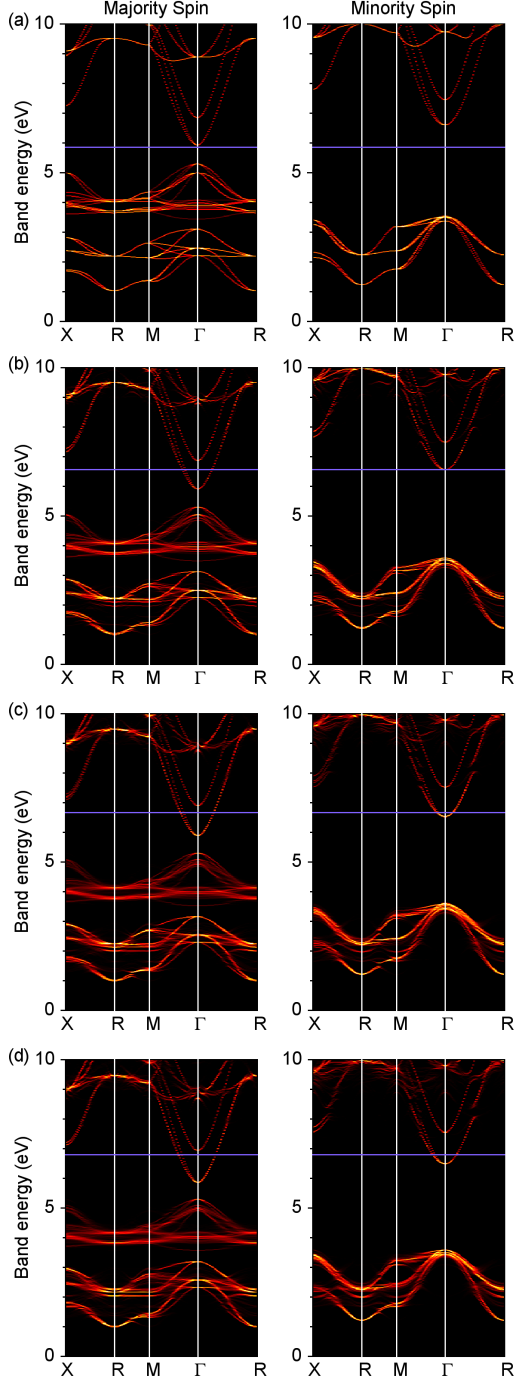 Majority Spin Minority Spin
(a)
10 10
Band energy (eV)
5 5
0 0
X R M Γ R X R M Γ R
(b)
10 10
Band energy (eV)
5 5
0 0
X R M Γ R X R M Γ R
(c)
10 10
Band energy (eV)
5 5
0 0
X R M Γ R X R M Γ R
(d)
10 10
Band energy (eV)
5 5
0 0
X R M Γ R X R M Γ R